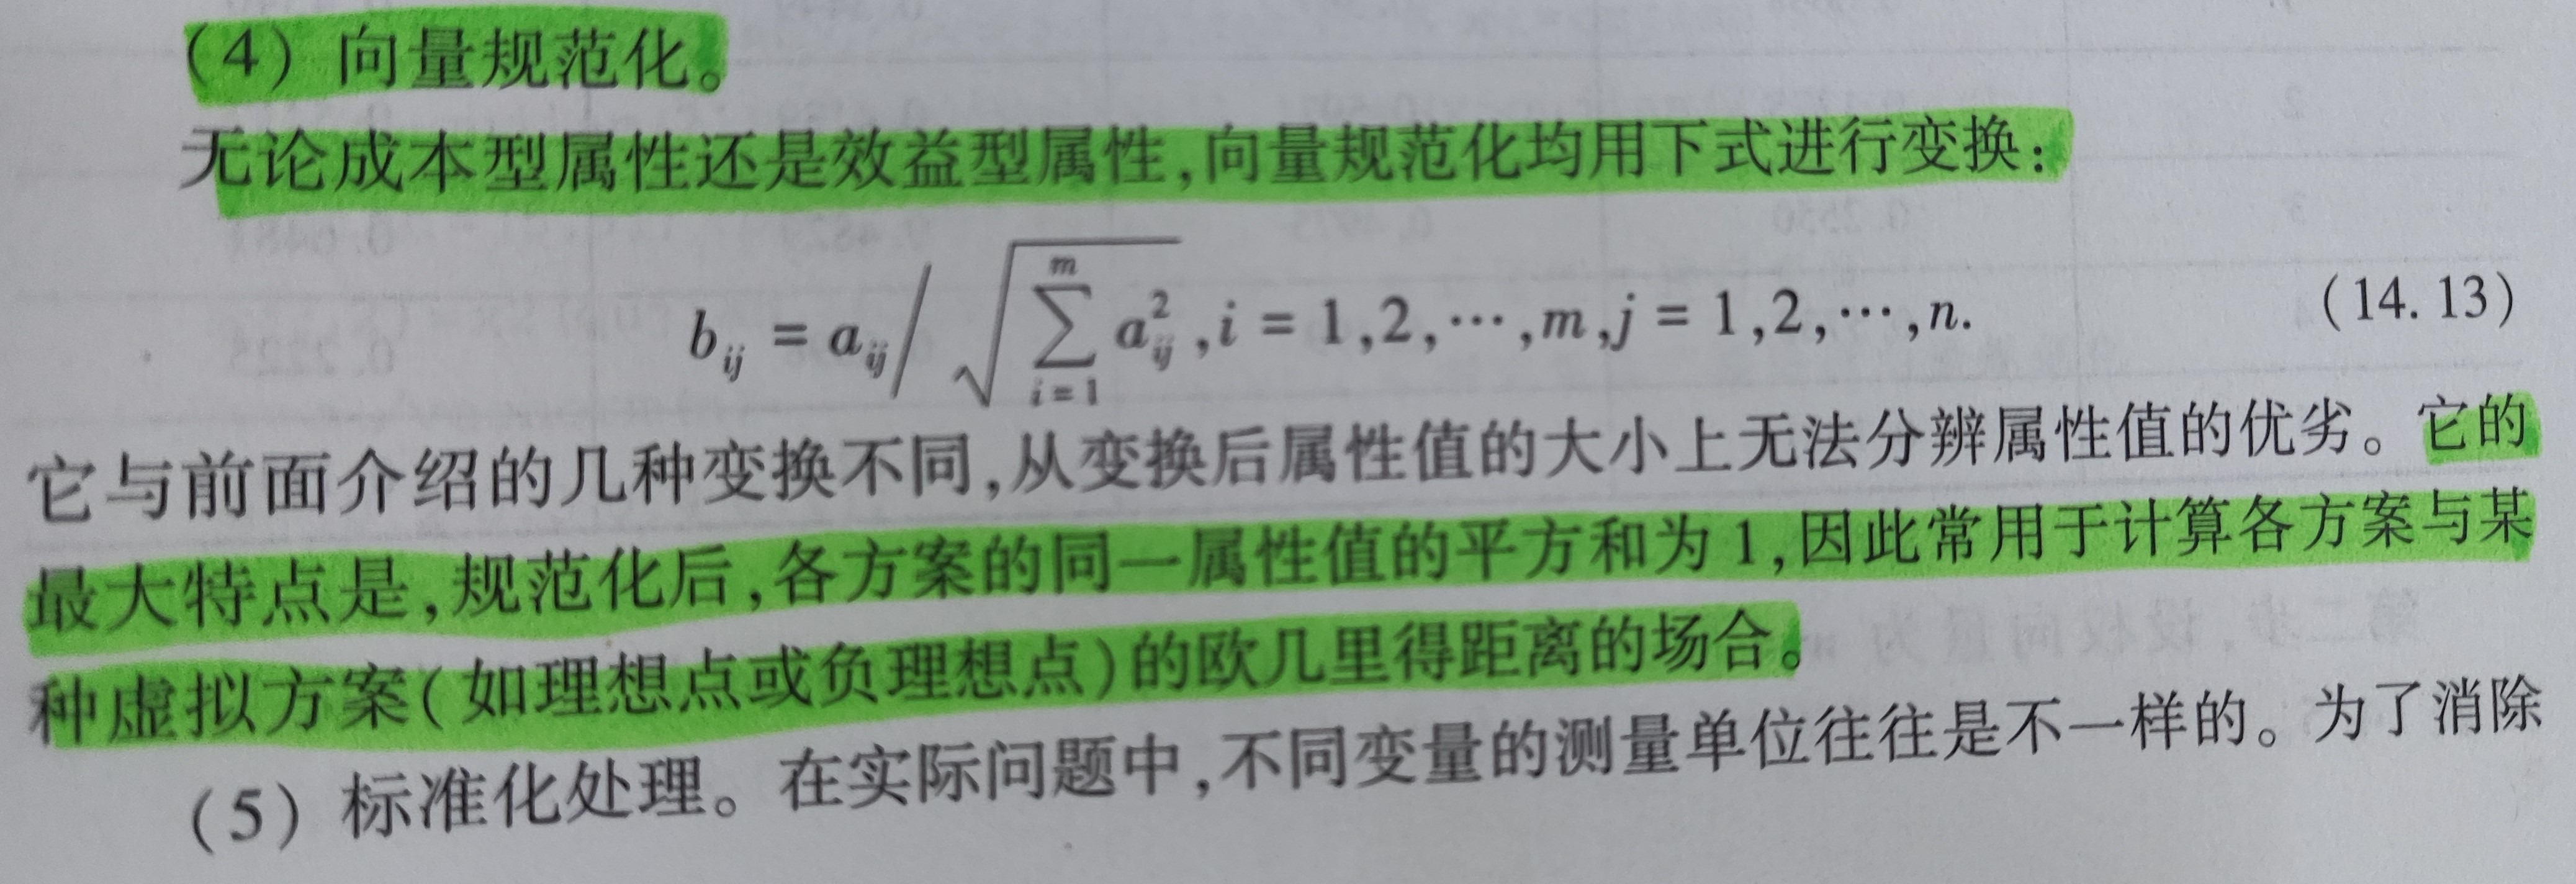 (4) 向量规范化。
无论成本型属性还是效益型属性,向量规范化均用下式进行变换:
b_{ij} = a_{ij} / \sqrt{\sum_{i=1}^{m} a_{ij}^{2}}, i = 1,2,⋯,m, j = 1,2,⋯,n. (14.13)
它与前面介绍的几种变换不同,从变换后属性值的大小上无法分辨属性值的优劣。它的
最大特点是,规范化后,各方案的同一属性值的平方和为1,因此常用于计算各方案与某
种虚拟方案(如理想点或负理想点)的欧几里得距离的场合。
(5) 标准化处理。在实际问题中,不同变量的测量单位往往是不一样的。为了消除